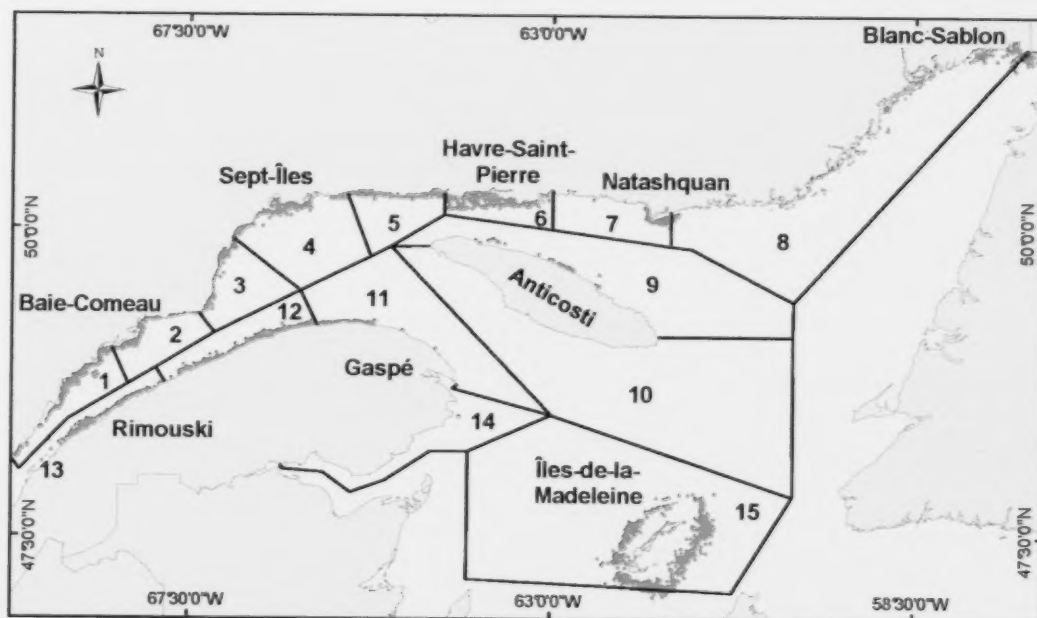 67°30'0"W
63°0'0"W
Blanc-Sablon
N
Havre-Saint-
Pierre
Sept-Îles
Natashquan
50°0'0"N
50°0'0"N
5
6
7
4
8
3
9
Anticosti
Baie-Comeau
11
12
2
10
1
Gaspé
14
Rimouski
13
Îles-de-la-
Madeleine
15
47°30'0"N
47°30'0"N
67°30'0"W
63°0'0"W
58°30'0"W